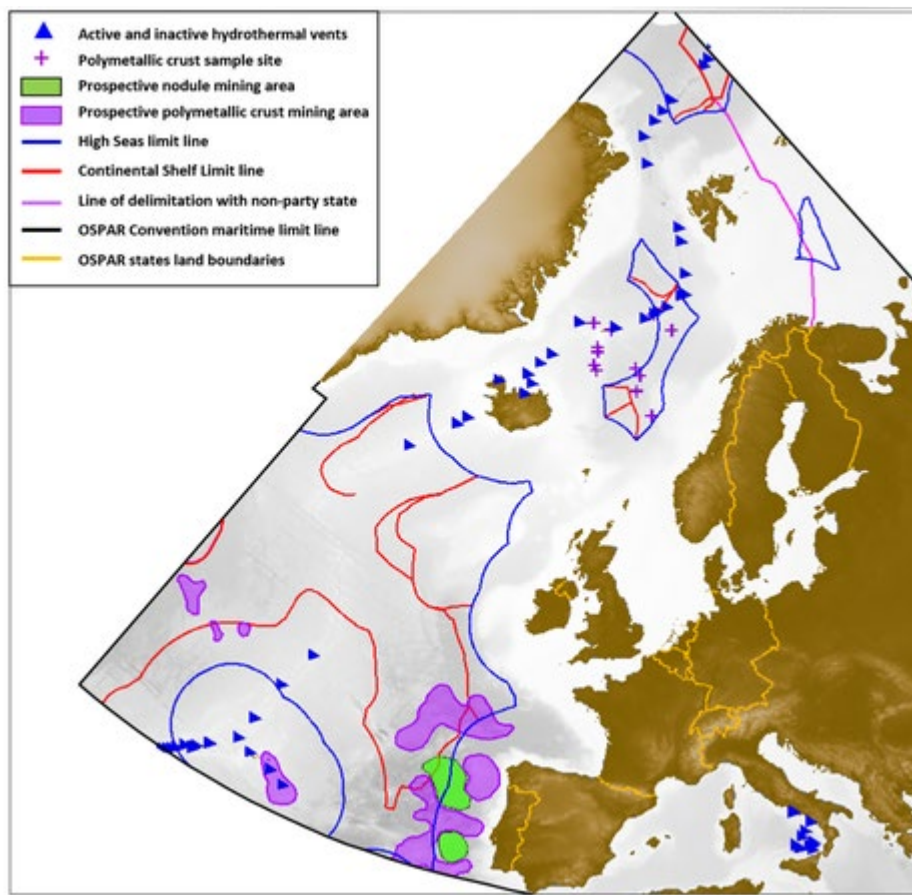 Active and inactive hydrothermal vents
Polymetallic crust sample site
Prospective nodule mining area
Prospective polymetallic crust mining area
High Seas limit line
Continental Shelf Limit line
Line of delimitation with non-party state
OSPAR Convention maritime limit line
OSPAR states land boundaries